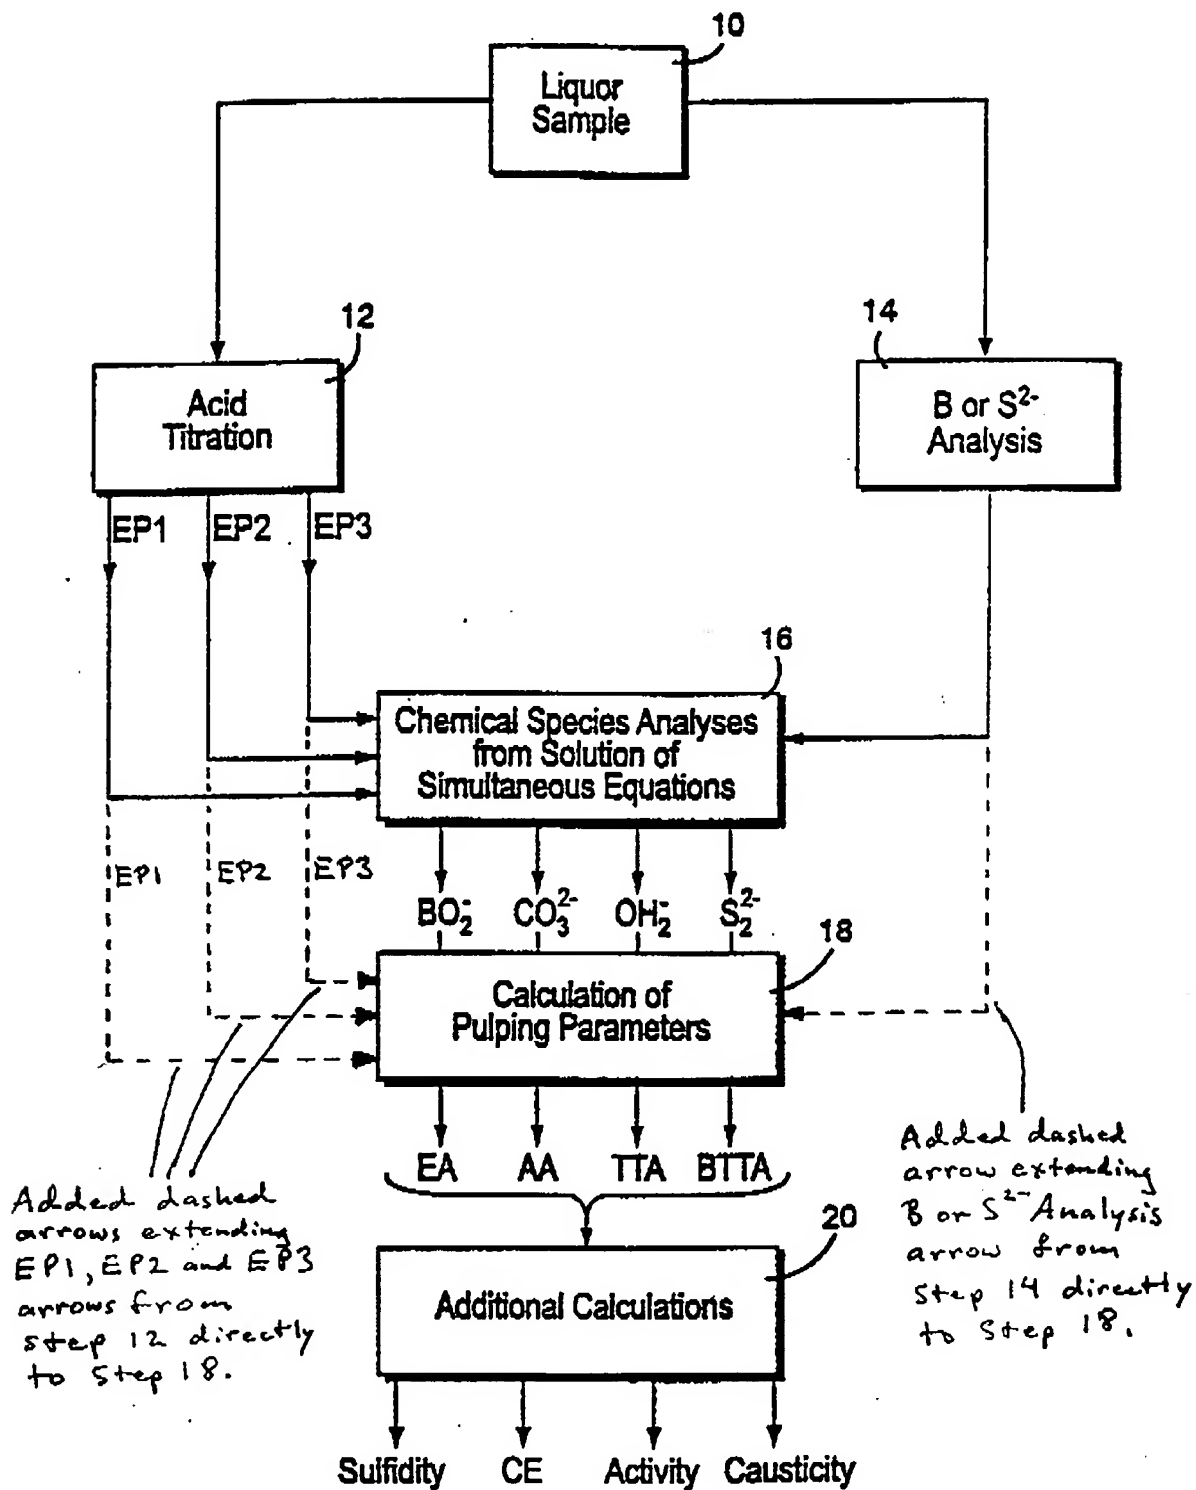 10
Liquor
Sample
12
Acid
Titration
14
B or S²⁻
Analysis
EP1 EP2 EP3
16
Chemical Species Analyses
from Solution of
Simultaneous Equations
EP1 EP2 EP3
BO₂⁻ CO₃²⁻ OH₂⁻ S₂²⁻
18
Calculation of
Pulping Parameters
EA AA TTA BTTA
Added dashed
arrows extending
EP1, EP2 and EP3
arrows from
step 12 directly
to step 18.
Added dashed
arrow extending
B or S²⁻ Analysis
arrow from
step 14 directly
to step 18.
20
Additional Calculations
Sulfidity CE Activity Causticity